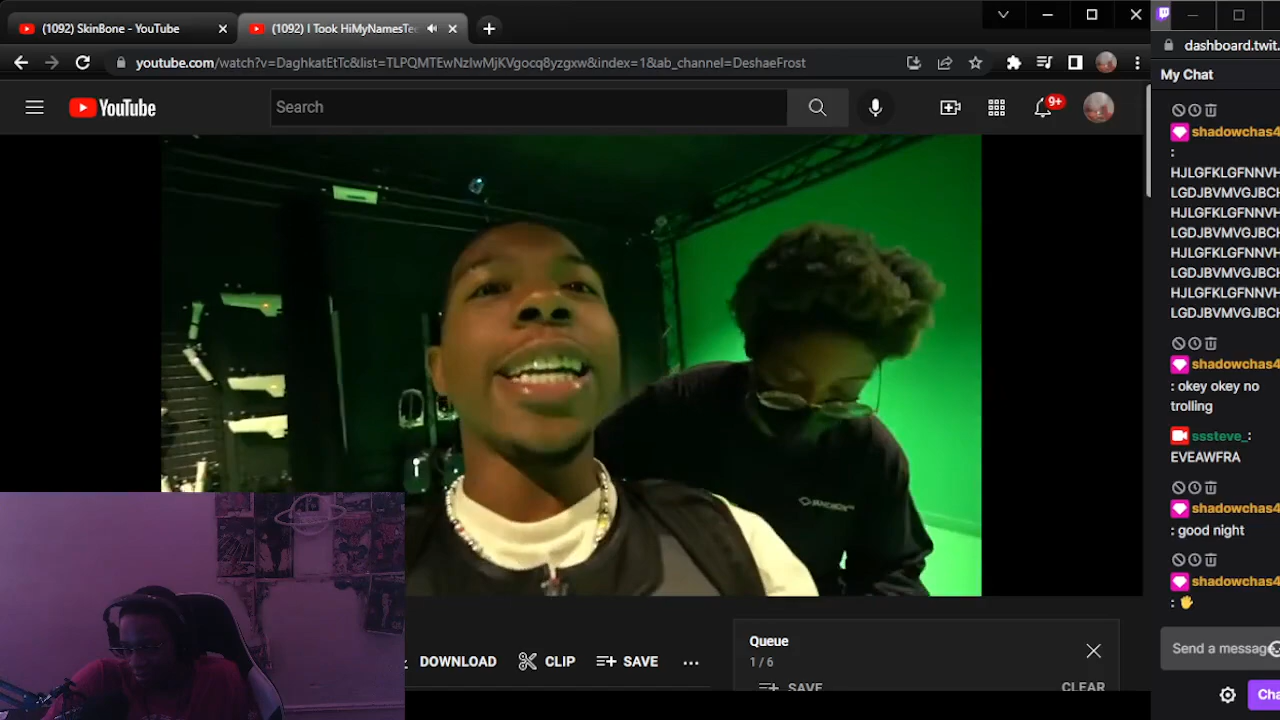 (1092) SkinBone - YouTube
(1092) I Took HiMyNamesTe
dashboard.twit
youtube.com/watch?v=DaghkatEtTc&list=TLPQMTEwNzIwMjKVgocq8yzgxw&index=1&ab_channel=DeshaeFrost
My Chat
YouTube
Search
9+
shadowchas4
:
HJLGFKLGFNNVH
LGDJBVMVGJBCH
HJLGFKLGFNNVH
LGDJBVMVGJBCH
HJLGFKLGFNNVH
LGDJBVMVGJBCH
HJLGFKLGFNNVH
LGDJBVMVGJBCH
shadowchas4
: okey okey no
trolling
ssteve_:
EVEAWFRA
shadowchas4
: good night
shadowchas4
:
DOWNLOAD
CLIP
SAVE
Queue
1 / 6
SAVE
CLEAR
Send a message
Cha